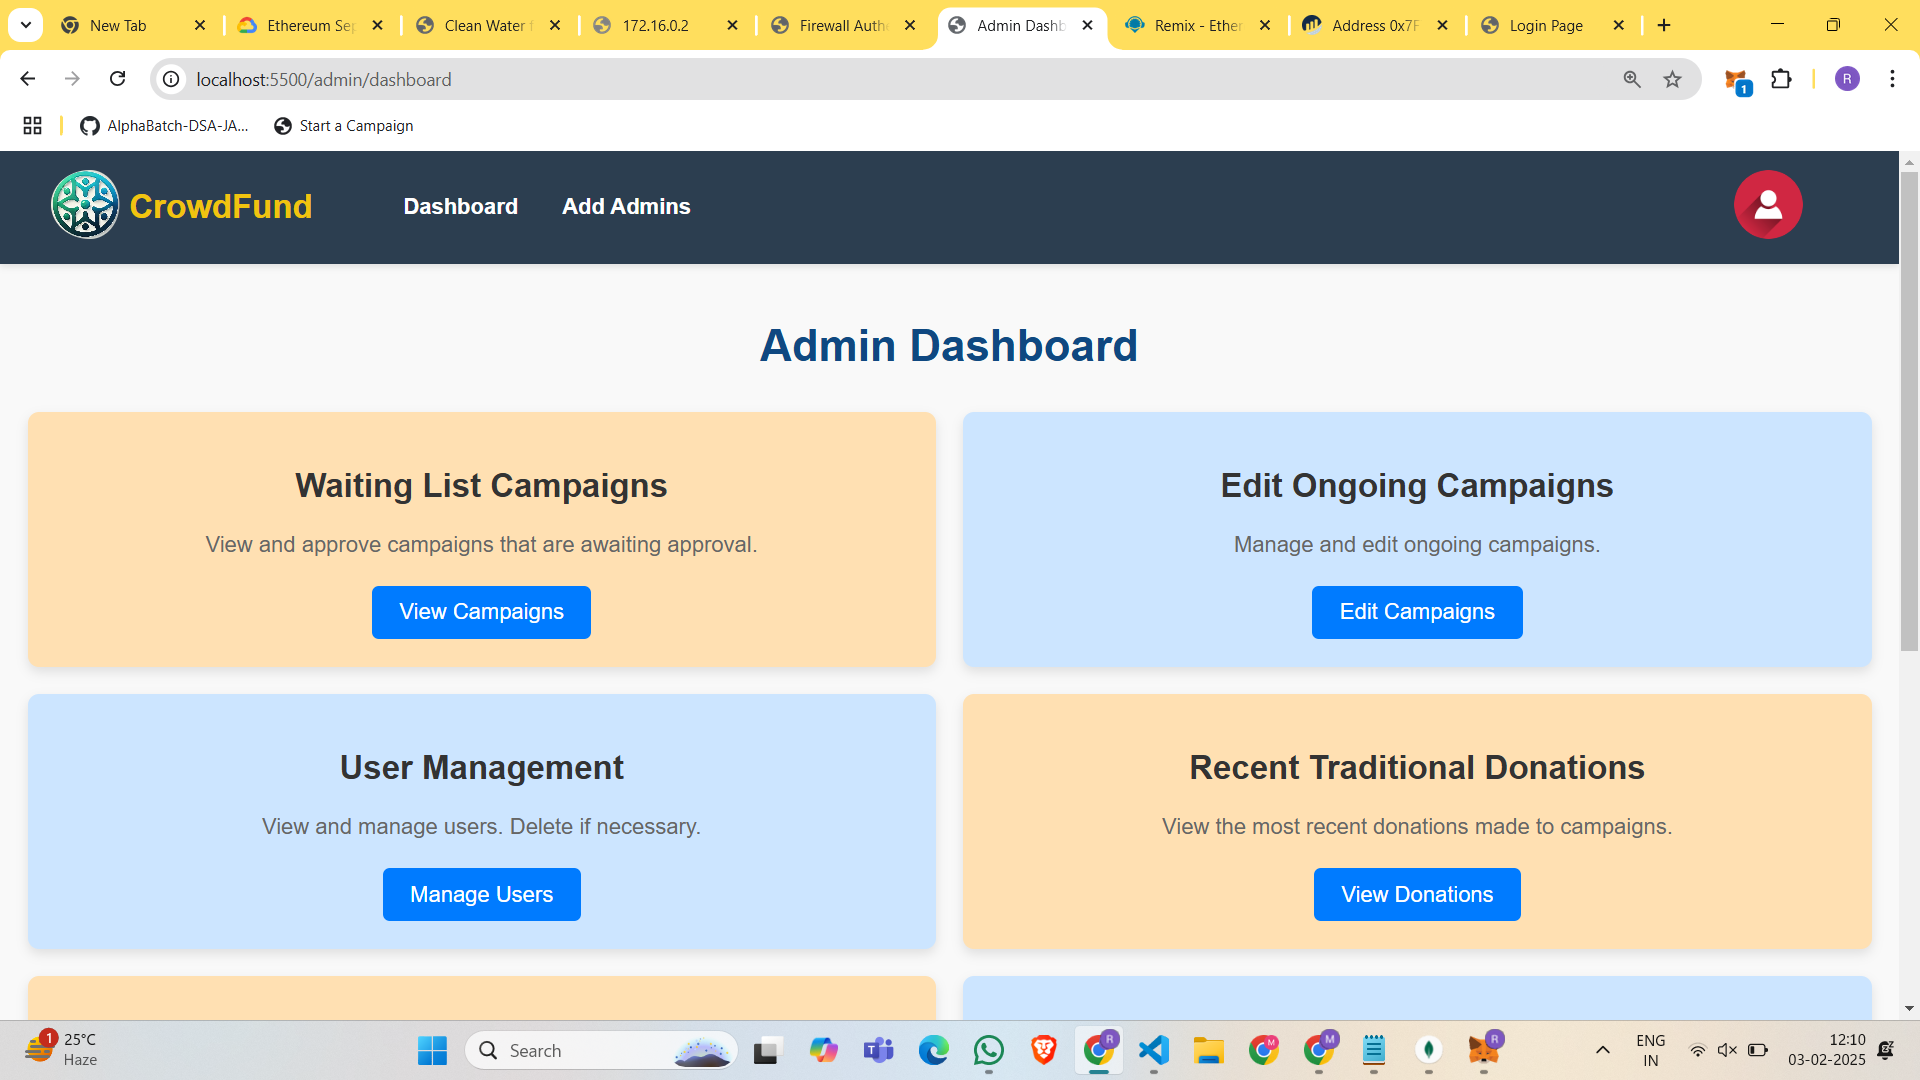 New Tab
Ethereum Sep
Clean Water f
172.16.0.2
Firewall Authe
Admin Dashb
Remix - Ether
Address 0x7F
Login Page
localhost:5500/admin/dashboard
1
R
AlphaBatch-DSA-JA...
Start a Campaign
CrowdFund
Dashboard
Add Admins
Admin Dashboard
Waiting List Campaigns
View and approve campaigns that are awaiting approval.
View Campaigns
Edit Ongoing Campaigns
Manage and edit ongoing campaigns.
Edit Campaigns
User Management
View and manage users. Delete if necessary.
Manage Users
Recent Traditional Donations
View the most recent donations made to campaigns.
View Donations
1
25°C
Haze
Search
R
M
M
R
ENG
IN
12:10
03-02-2025